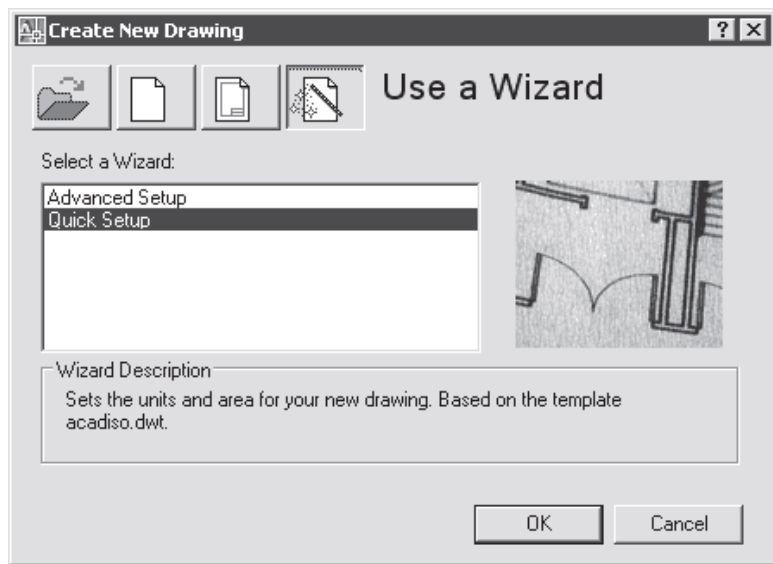 Create New Drawing
Use a Wizard
Select a Wizard:
Advanced Setup
Quick Setup
Wizard Description
Sets the units and area for your new drawing. Based on the template
acadiso.dwt.
OK
Cancel